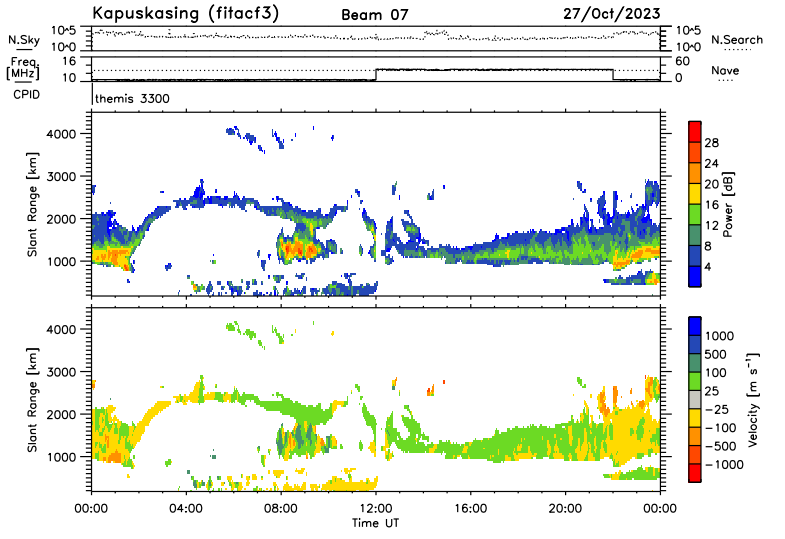 Kapuskasing (fitacf3) Beam 07 27/Oct/2023
N.Sky 10^5 10^0 10^5 10^0 N.Search
Freq. [MHz] 16 10 60 0 Nave
CPID themis 3300
Slant Range [km] 4000 3000 2000 1000
Power [dB] 28 24 20 16 12 8 4
Slant Range [km] 4000 3000 2000 1000
Velocity [m s⁻¹] 1000 500 100 25 −25 −100 −500 −1000
00:00 04:00 08:00 12:00 16:00 20:00 00:00
Time UT